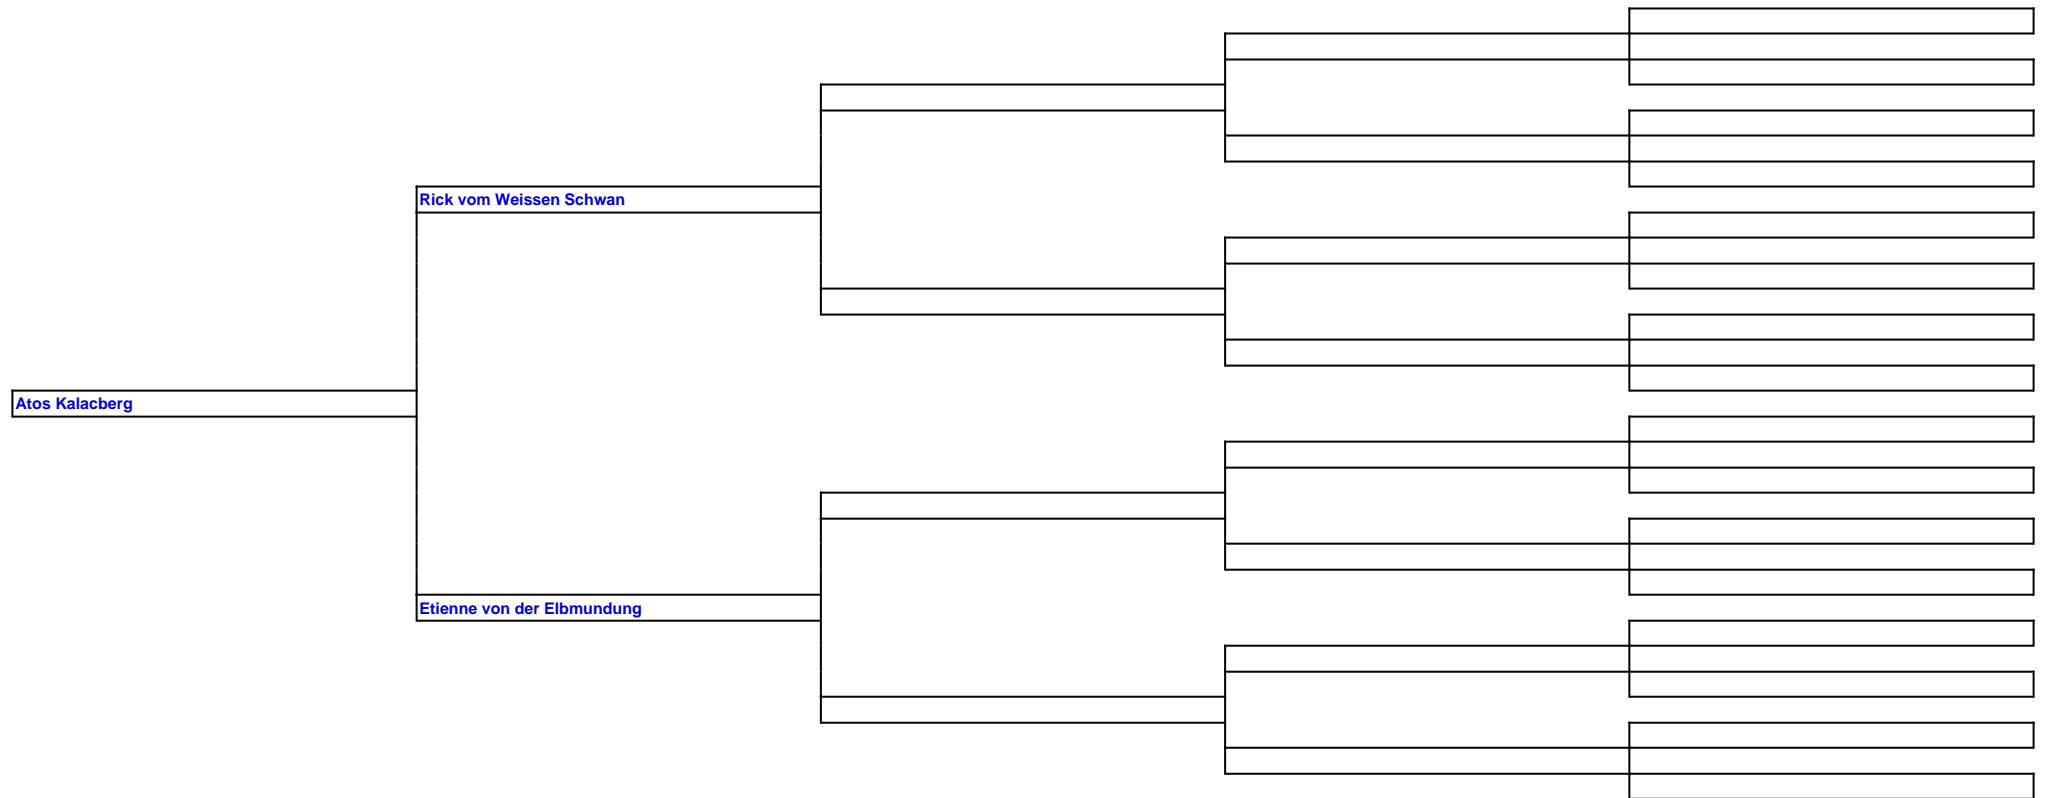 Rick vom Weissen Schwan
Atos Kalacberg
Etienne von der Elbmundung